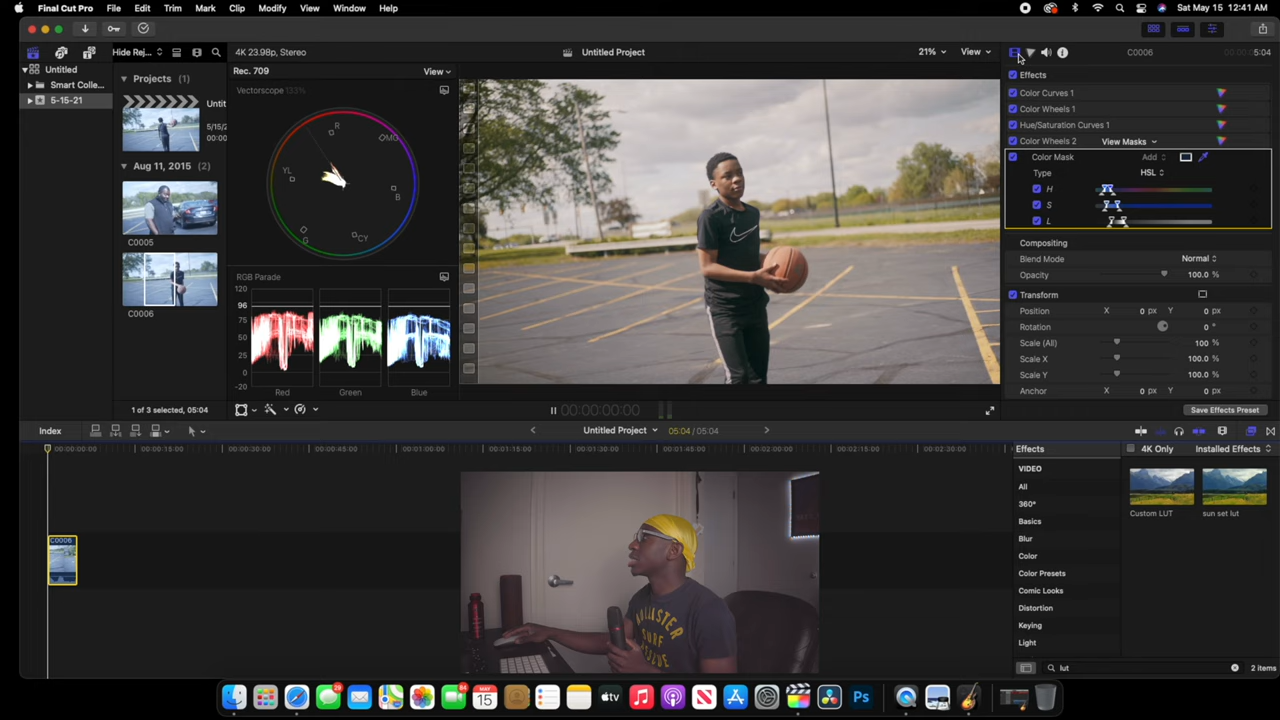 Final Cut Pro File Edit Trim Mark Clip Modify View Window Help
Sat May 15 12:41 AM
Hide Rej... 4K 23.98p, Stereo Untitled Project 21% View C0006 5:04
Untitled
Smart Colle...
5-15-21
Projects (1)
Untit
5/15/2
00:00
Aug 11, 2015 (2)
C0005
C0006
1 of 3 selected, 05:04
Rec. 709 View
Vectorscope 133%
R
MG
YL
B
G
CY
RGB Parade
120
96
75
50
25
0
-20
Red Green Blue
00:00:00:00
Effects
Color Curves 1
Color Wheels 1
Hue/Saturation Curves 1
Color Wheels 2 View Masks
Color Mask Add
Type HSL
H
S
L
Compositing
Blend Mode Normal
Opacity 100.0 %
Transform
Position X 0 px Y 0 px
Rotation 0 °
Scale (All) 100 %
Scale X 100.0 %
Scale Y 100.0 %
Anchor X 0 px Y 0 px
Save Effects Preset
Index Untitled Project 05:04 / 05:04
00:00:00:00 00:00:15:00 00:00:30:00 00:00:45:00 00:01:00:00 00:01:15:00 00:01:30:00 00:01:45:00 00:02:00:00 00:02:15:00 00:02:30:00
C0006
HOLLISTER
SURF
Effects 4K Only Installed Effects
VIDEO
All
360°
Basics
Blur
Color
Color Presets
Comic Looks
Distortion
Keying
Light
Custom LUT
sun set lut
lut 2 items
MAY
15
tv
Ps